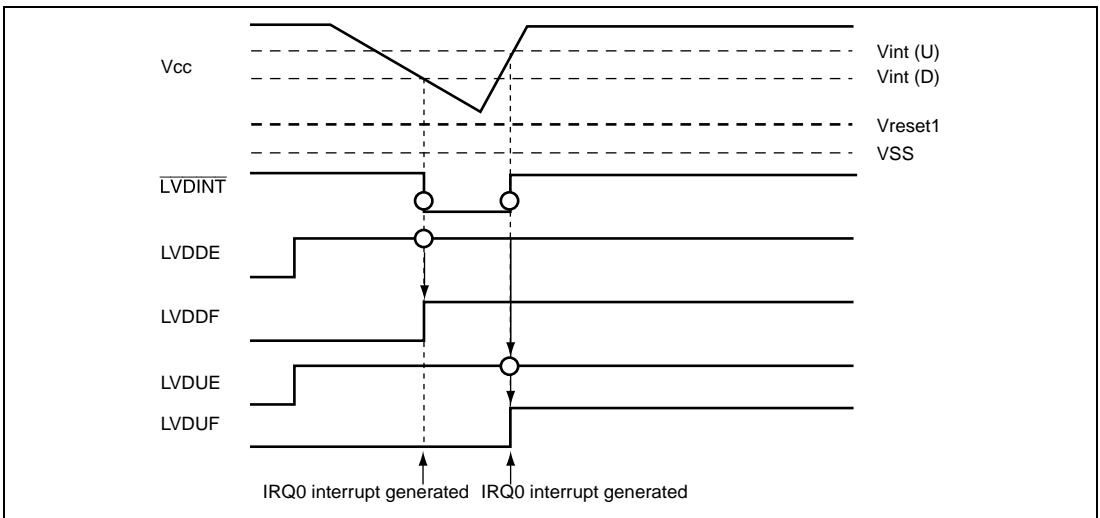 Vcc
Vint (U)
Vint (D)
Vreset1
VSS
LVDINT
LVDDE
LVDDF
LVDUE
LVDUF
IRQ0 interrupt generated IRQ0 interrupt generated